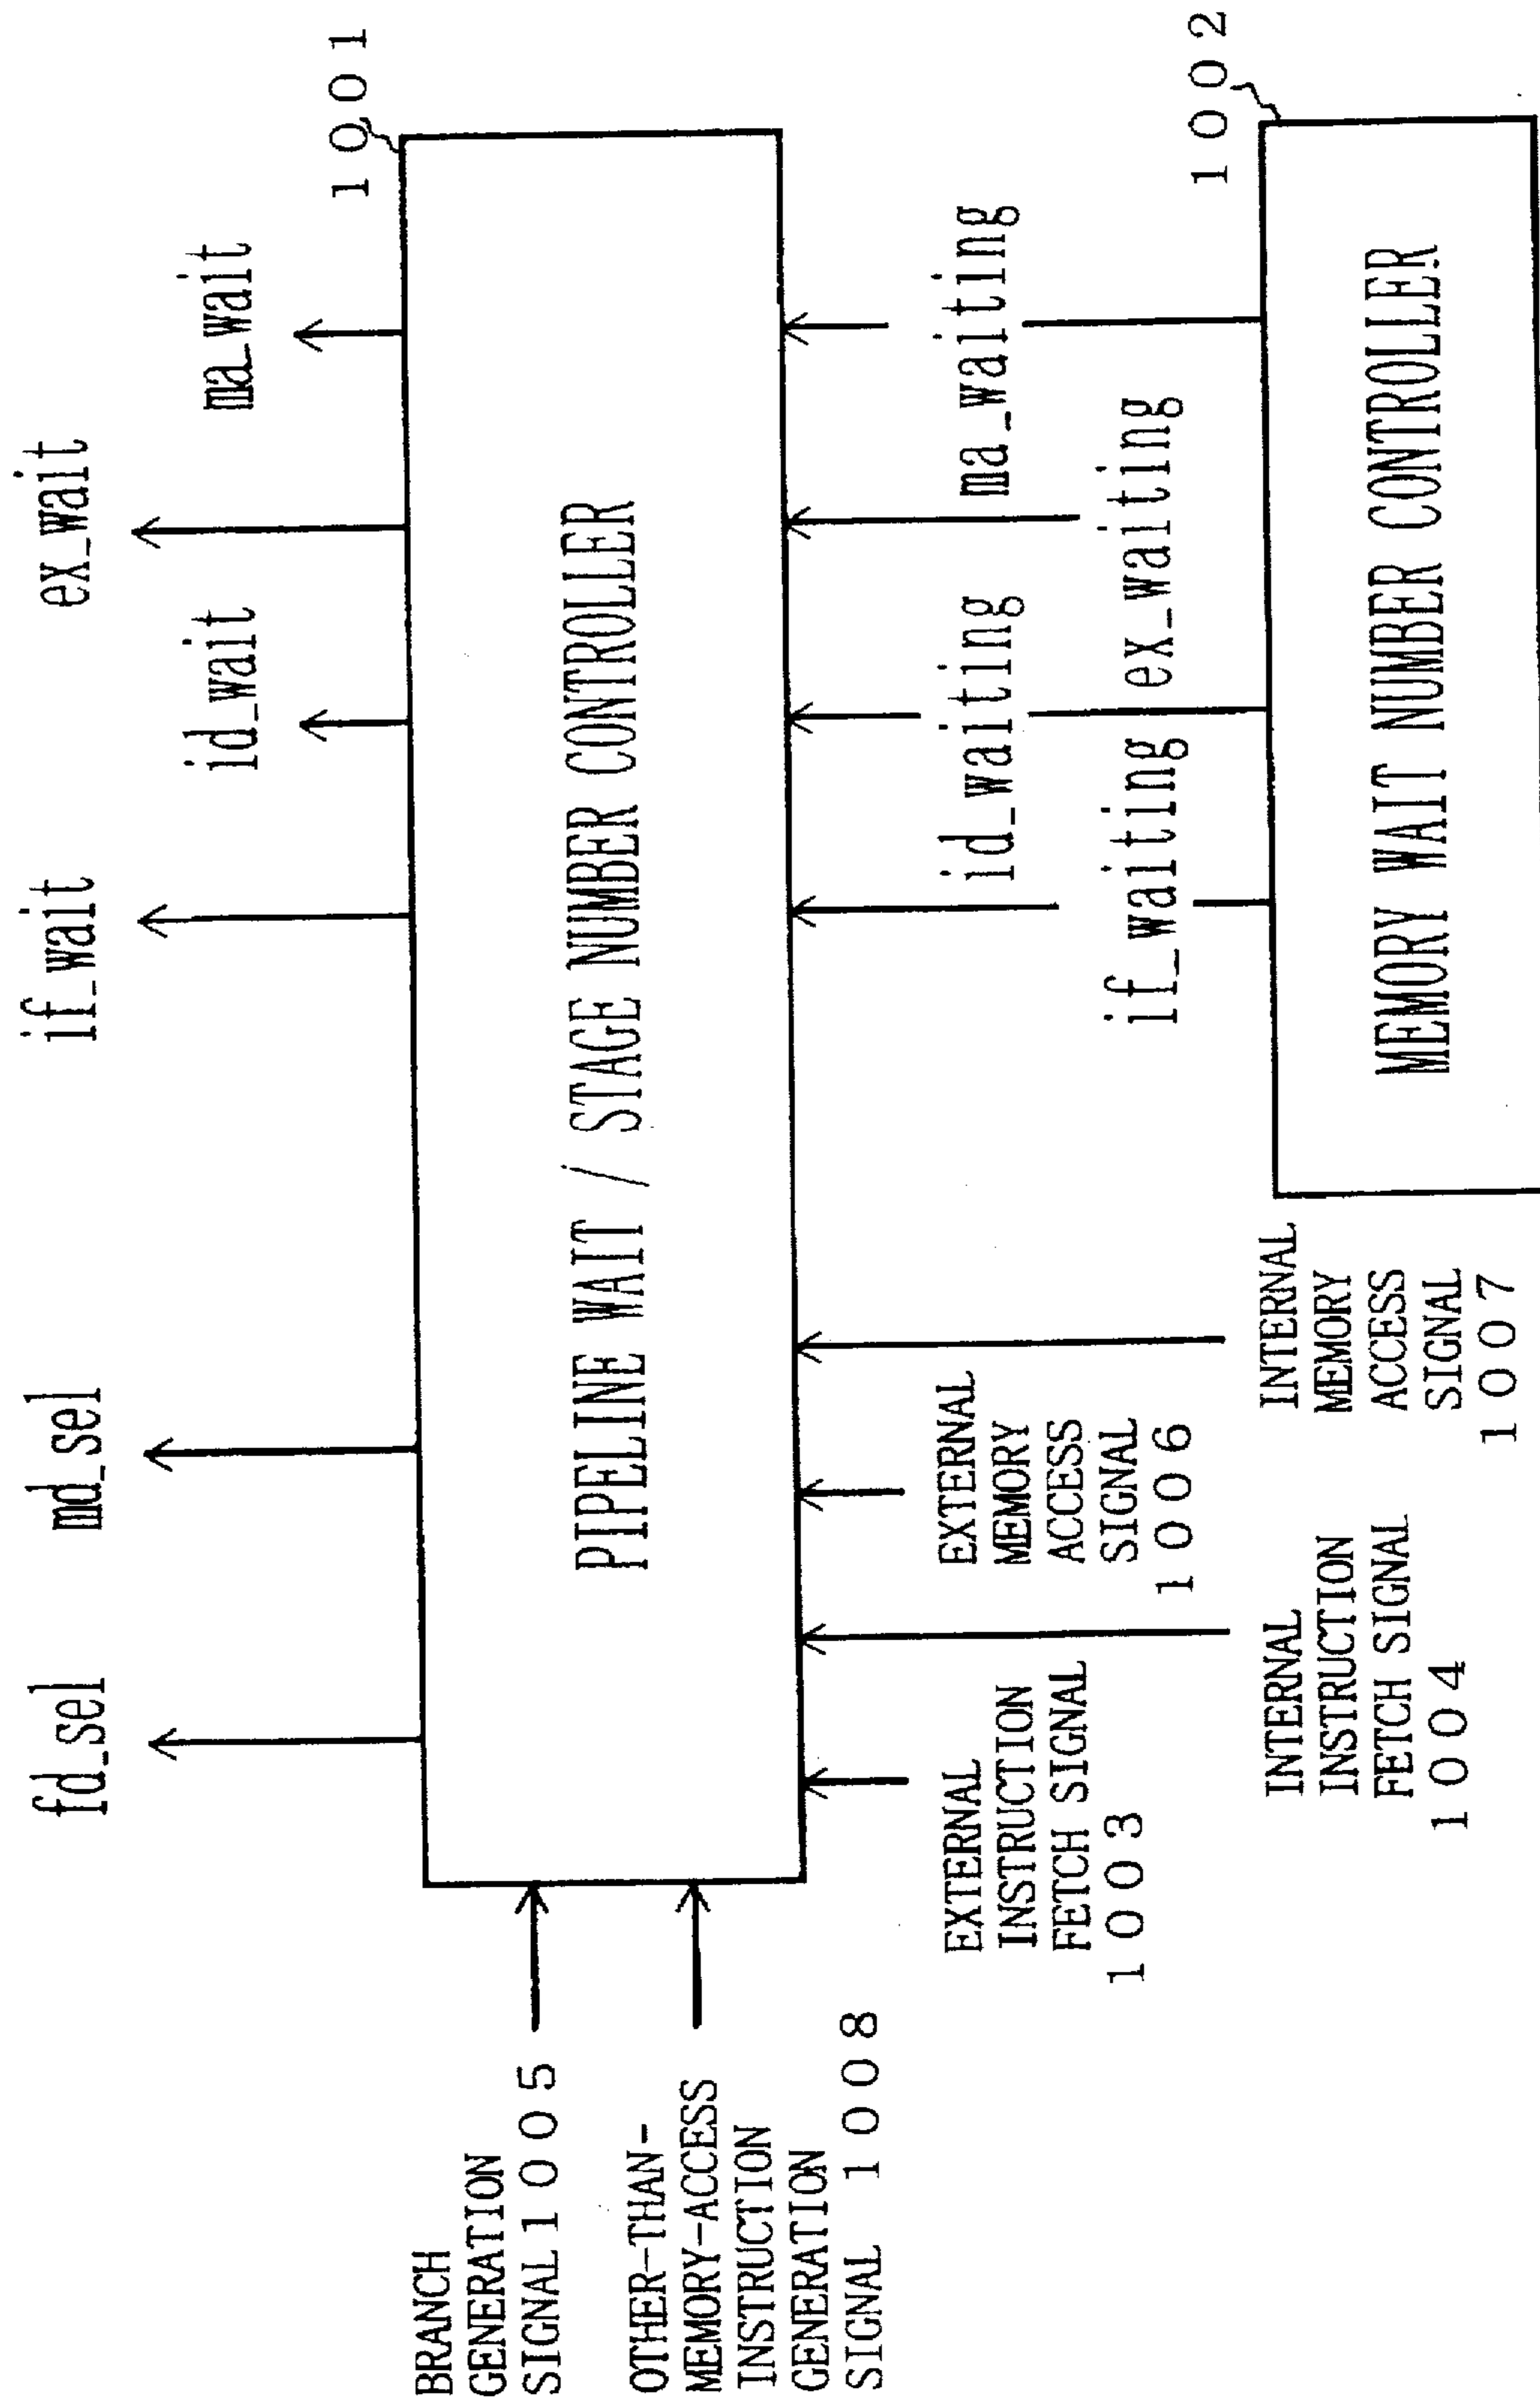 fd_sel
md_sel
if_wait
id_wait
ex_wait
ma_wait
1001
PIPELINE WAIT / STAGE NUMBER CONTROLLER
BRANCH
GENERATION
SIGNAL 1005
OTHER-THAN-
MEMORY-ACCESS
INSTRUCTION
GENERATION
SIGNAL 1008
EXTERNAL
INSTRUCTION
FETCH SIGNAL
1003
INTERNAL
INSTRUCTION
FETCH SIGNAL
1004
EXTERNAL
MEMORY
ACCESS
SIGNAL
1006
INTERNAL
MEMORY
ACCESS
SIGNAL
1007
if_waiting
id_waiting
ex_waiting
ma_waiting
1002
MEMORY WAIT NUMBER CONTROLLER